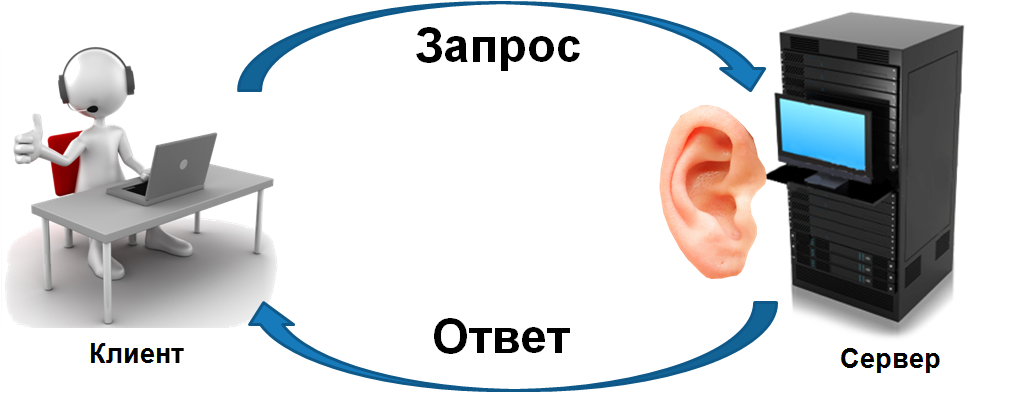 Запрос
Ответ
Клиент
Сервер